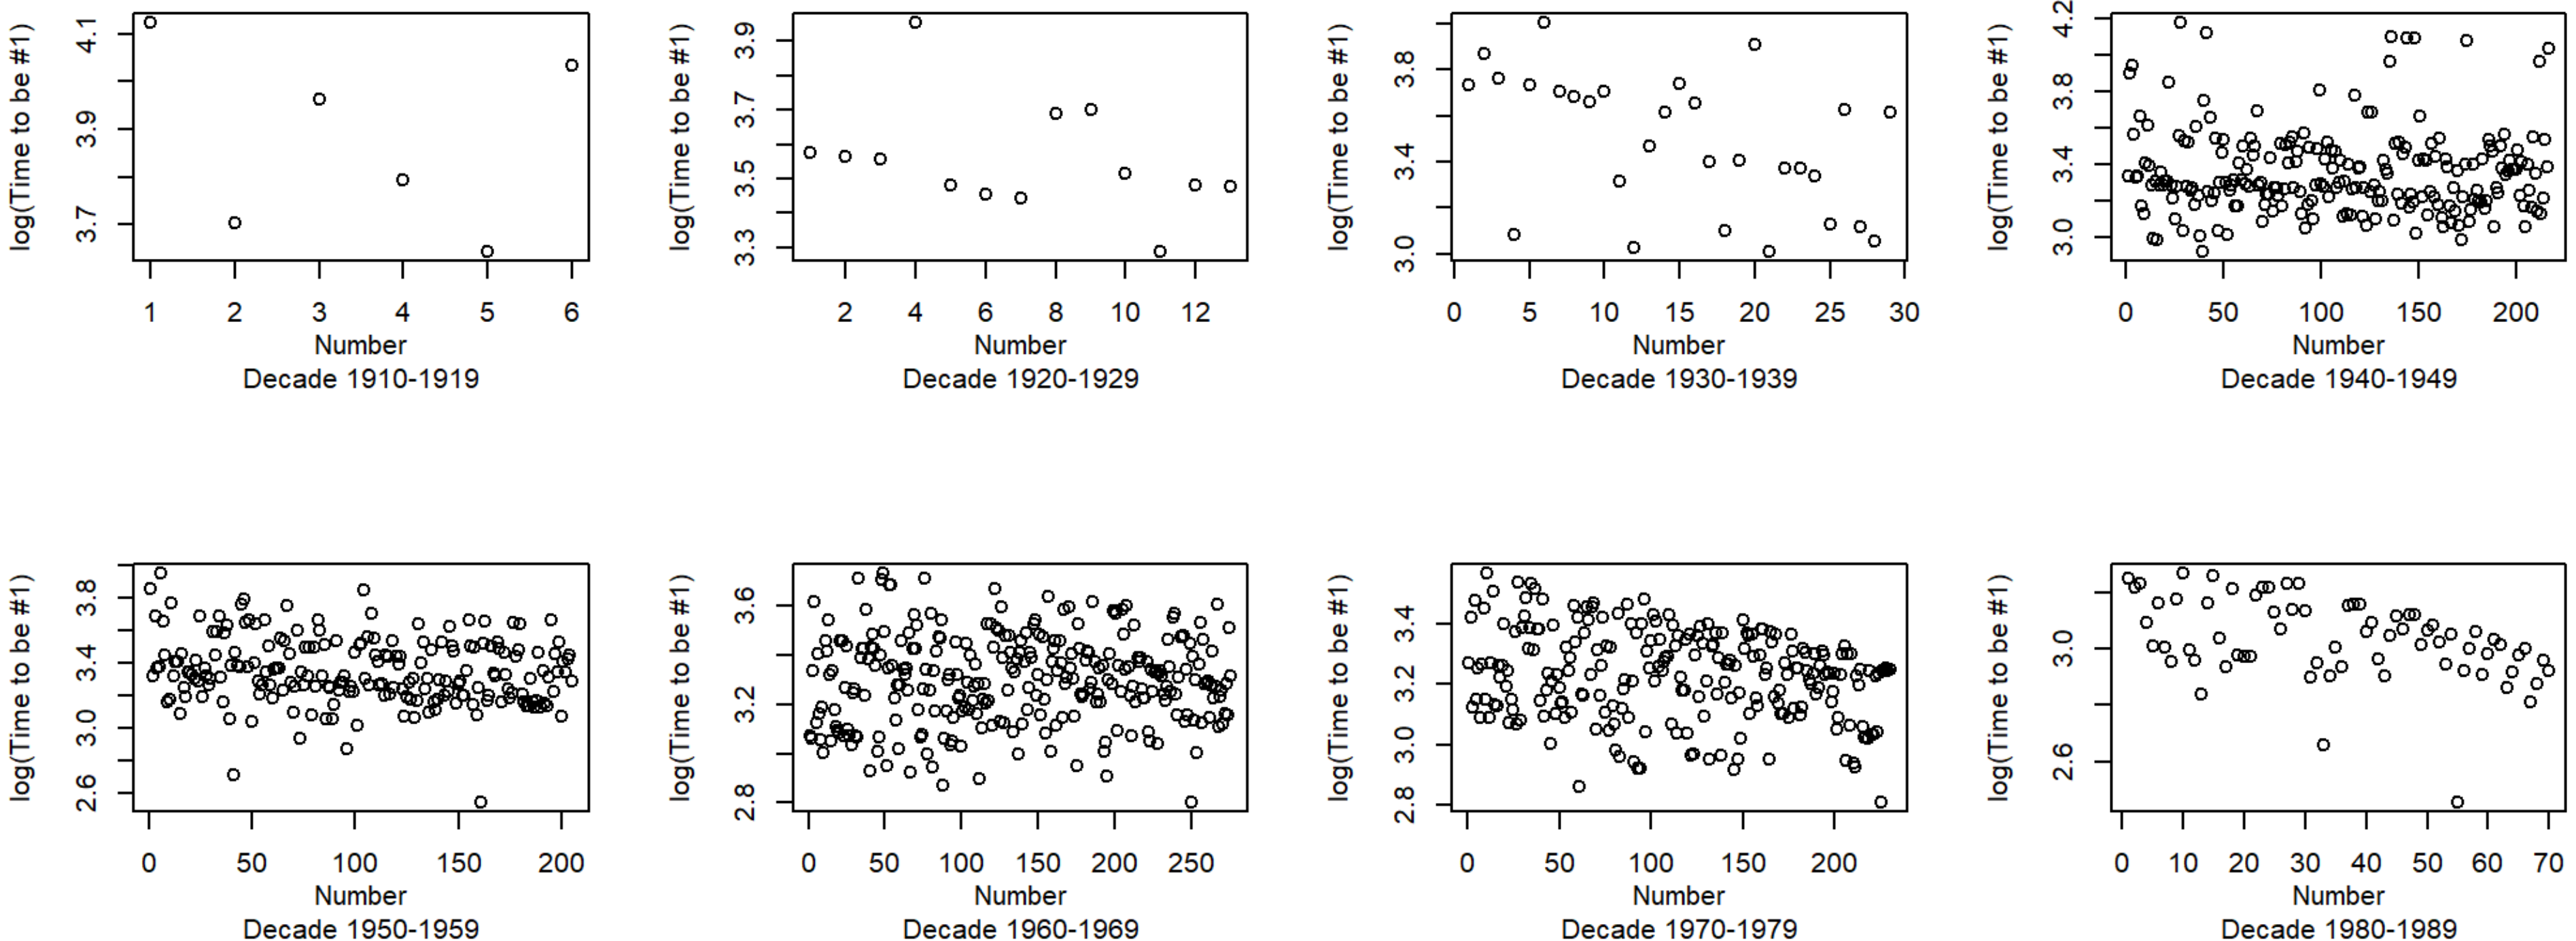 log(Time to be #1)
4.1
3.9
3.7
1 2 3 4 5 6
Number
Decade 1910-1919
log(Time to be #1)
3.9
3.7
3.5
3.3
2 4 6 8 10 12
Number
Decade 1920-1929
log(Time to be #1)
3.8
3.4
3.0
0 5 10 15 20 25 30
Number
Decade 1930-1939
log(Time to be #1)
4.2
3.8
3.4
3.0
0 50 100 150 200
Number
Decade 1940-1949
log(Time to be #1)
3.8
3.4
3.0
2.6
0 50 100 150 200
Number
Decade 1950-1959
log(Time to be #1)
3.6
3.2
2.8
0 50 100 150 200 250
Number
Decade 1960-1969
log(Time to be #1)
3.4
3.2
3.0
2.8
0 50 100 150 200
Number
Decade 1970-1979
log(Time to be #1)
3.0
2.6
0 10 20 30 40 50 60 70
Number
Decade 1980-1989